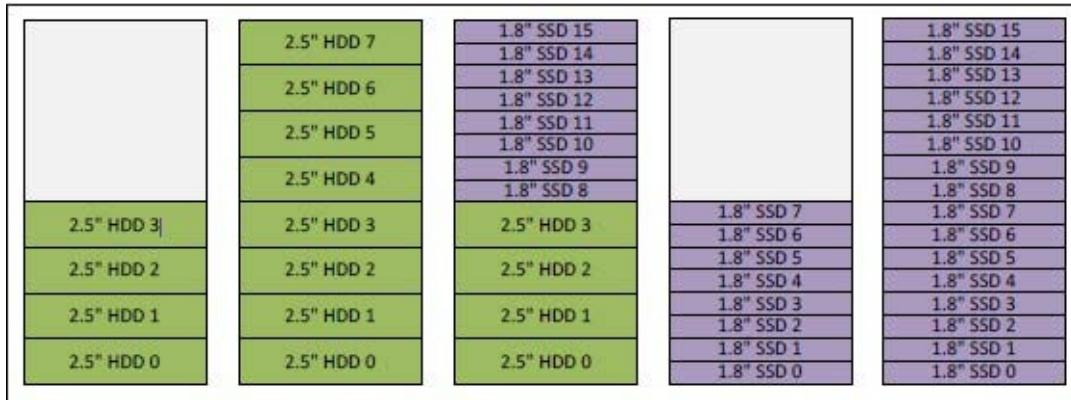 2.5" HDD 3
2.5" HDD 2
2.5" HDD 1
2.5" HDD 0
2.5" HDD 7
2.5" HDD 6
2.5" HDD 5
2.5" HDD 4
2.5" HDD 3
2.5" HDD 2
2.5" HDD 1
2.5" HDD 0
1.8" SSD 15
1.8" SSD 14
1.8" SSD 13
1.8" SSD 12
1.8" SSD 11
1.8" SSD 10
1.8" SSD 9
1.8" SSD 8
2.5" HDD 3
2.5" HDD 2
2.5" HDD 1
2.5" HDD 0
1.8" SSD 7
1.8" SSD 6
1.8" SSD 5
1.8" SSD 4
1.8" SSD 3
1.8" SSD 2
1.8" SSD 1
1.8" SSD 0
1.8" SSD 15
1.8" SSD 14
1.8" SSD 13
1.8" SSD 12
1.8" SSD 11
1.8" SSD 10
1.8" SSD 9
1.8" SSD 8
1.8" SSD 7
1.8" SSD 6
1.8" SSD 5
1.8" SSD 4
1.8" SSD 3
1.8" SSD 2
1.8" SSD 1
1.8" SSD 0